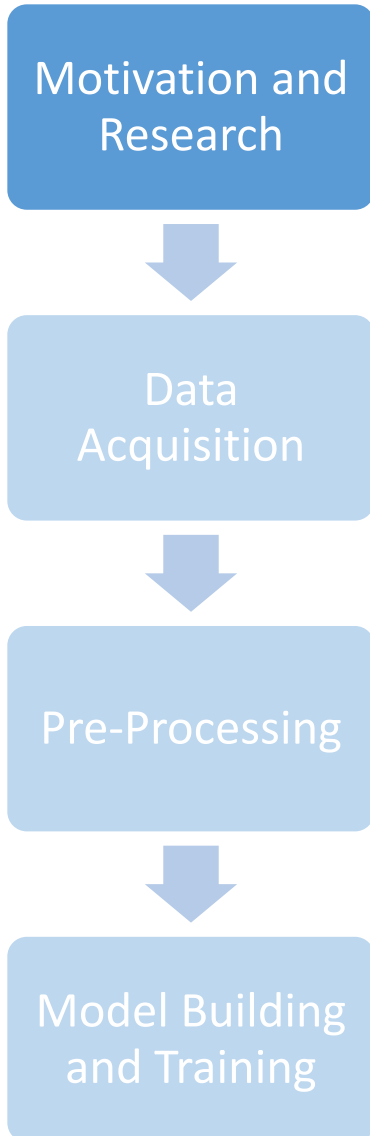 Motivation and
Research
Data
Acquisition
Pre-Processing
Model Building
and Training